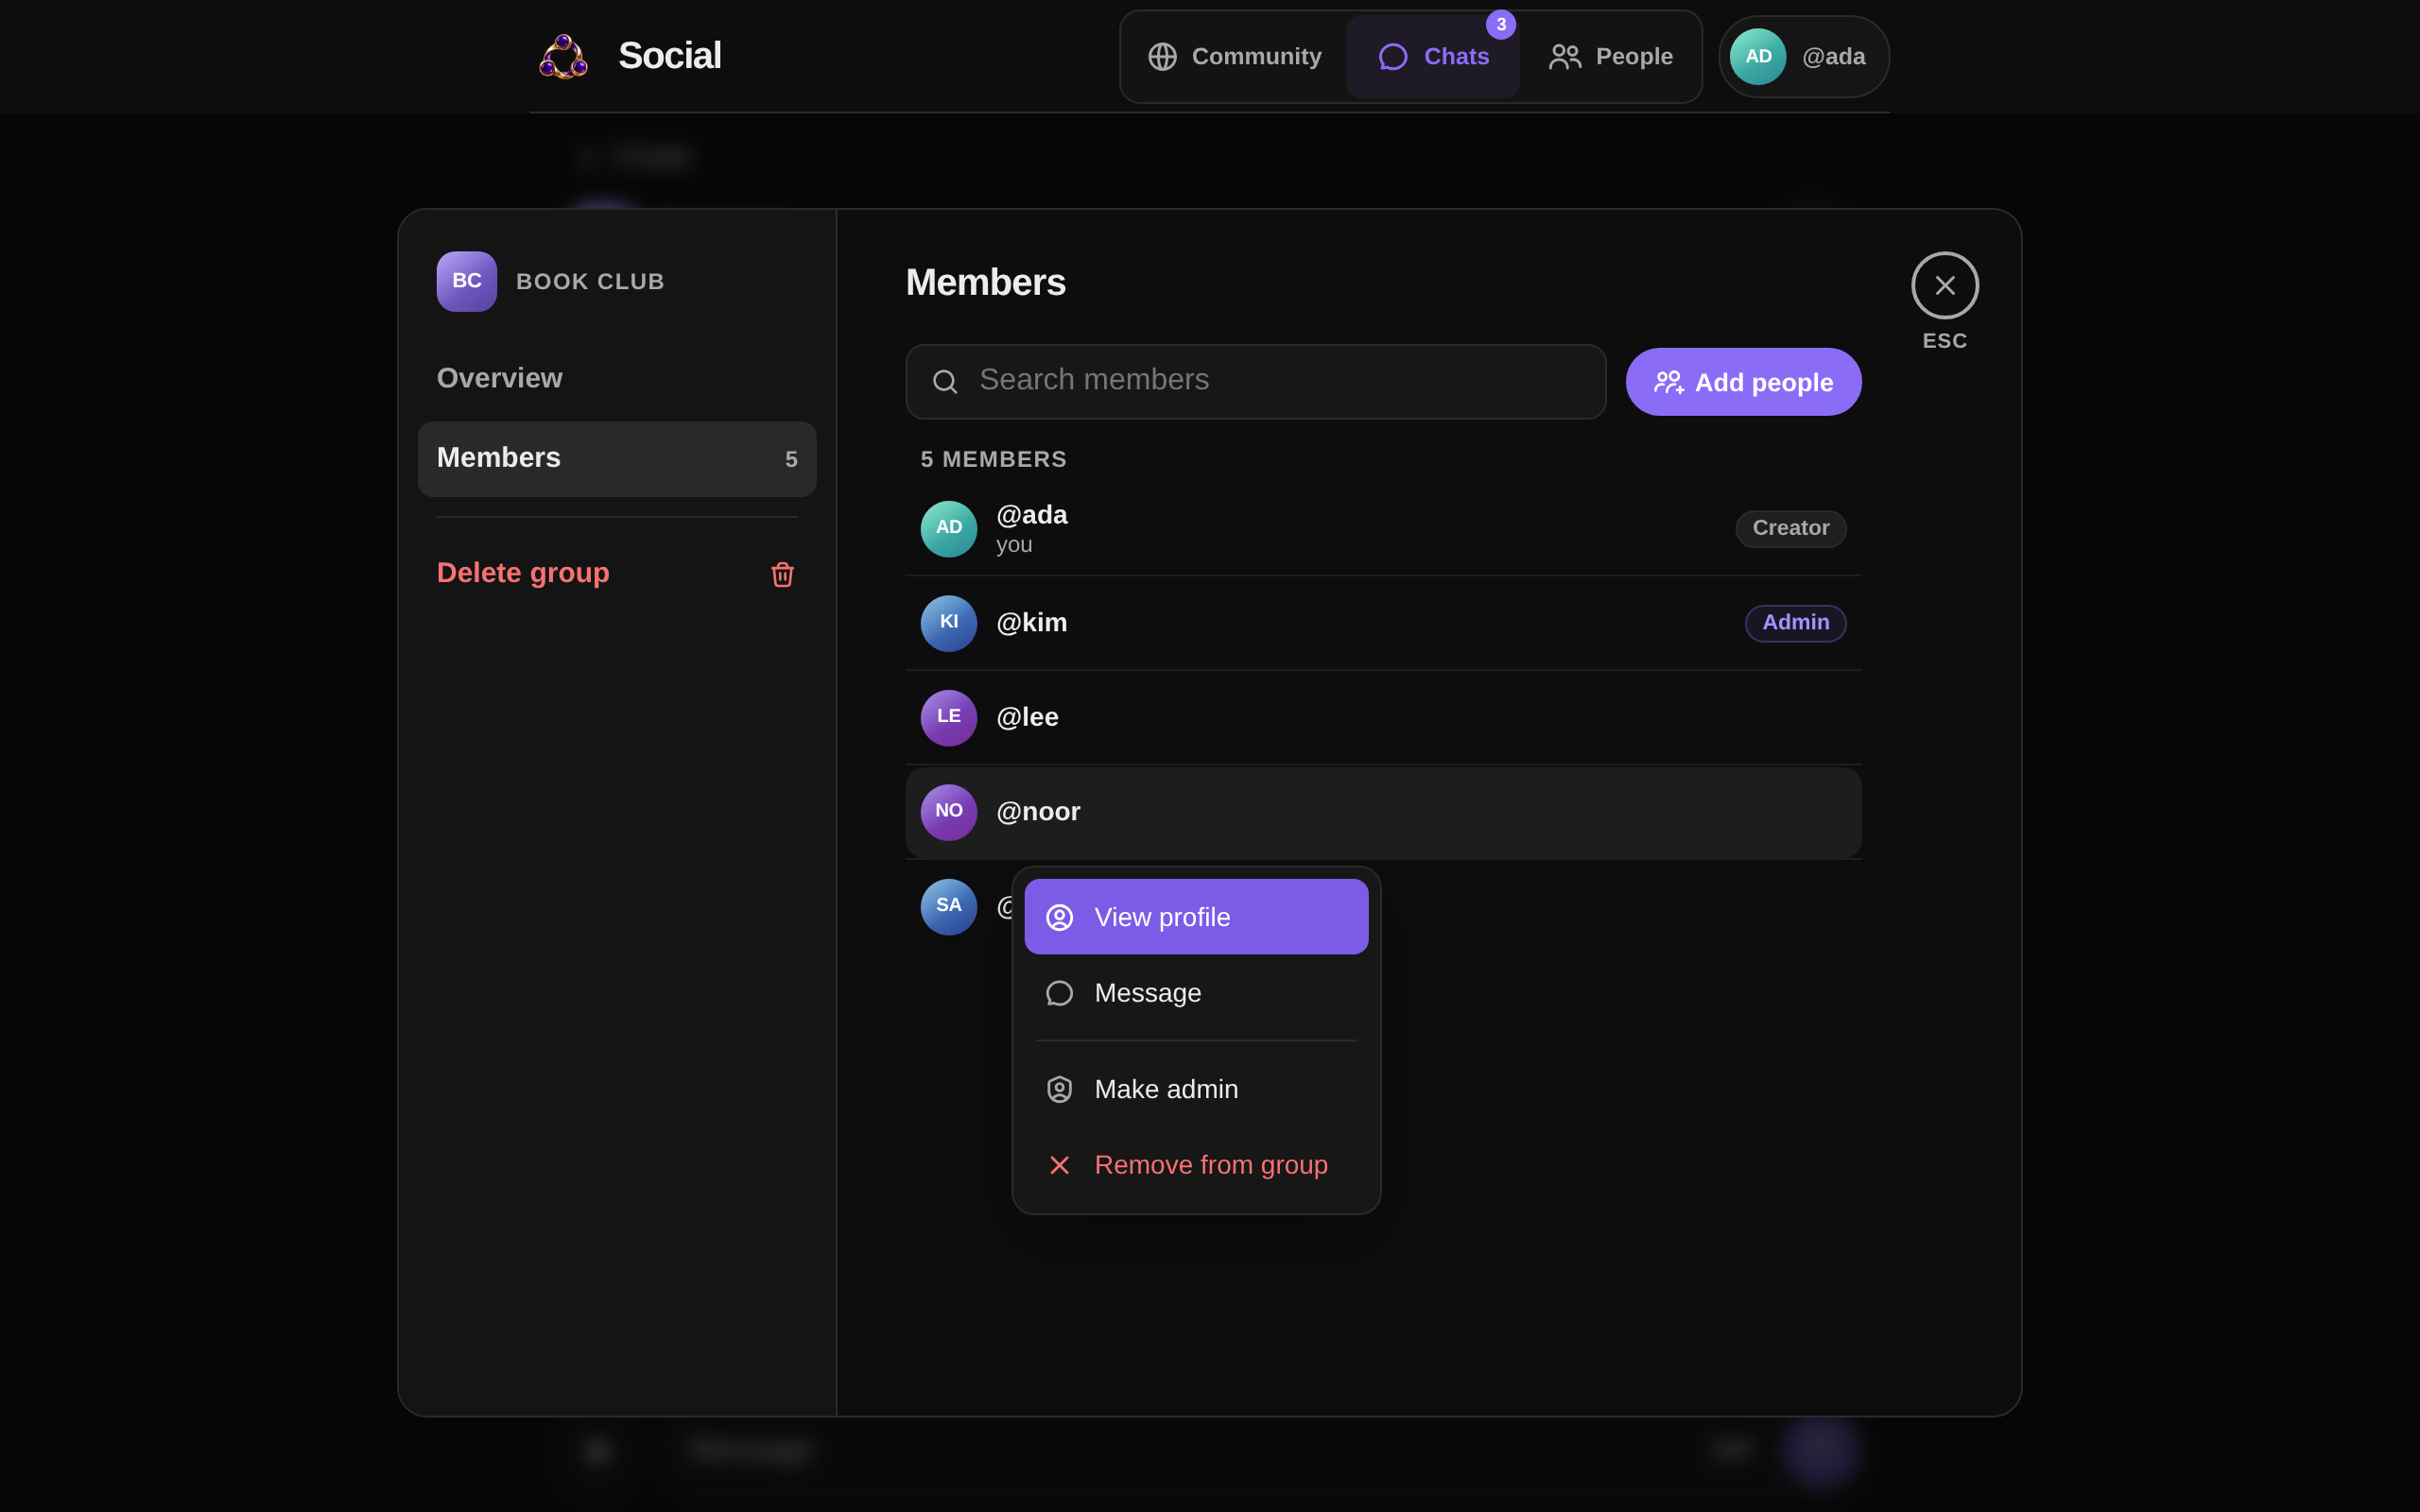 Social
Community
Chats
3
People
AD
@ada
BC
BOOK CLUB
Overview
Members
5
Delete group
Members
ESC
Search members
Add people
5 MEMBERS
AD
@ada
you
Creator
KI
@kim
Admin
LE
@lee
NO
@noor
SA
@
View profile
Message
Make admin
Remove from group